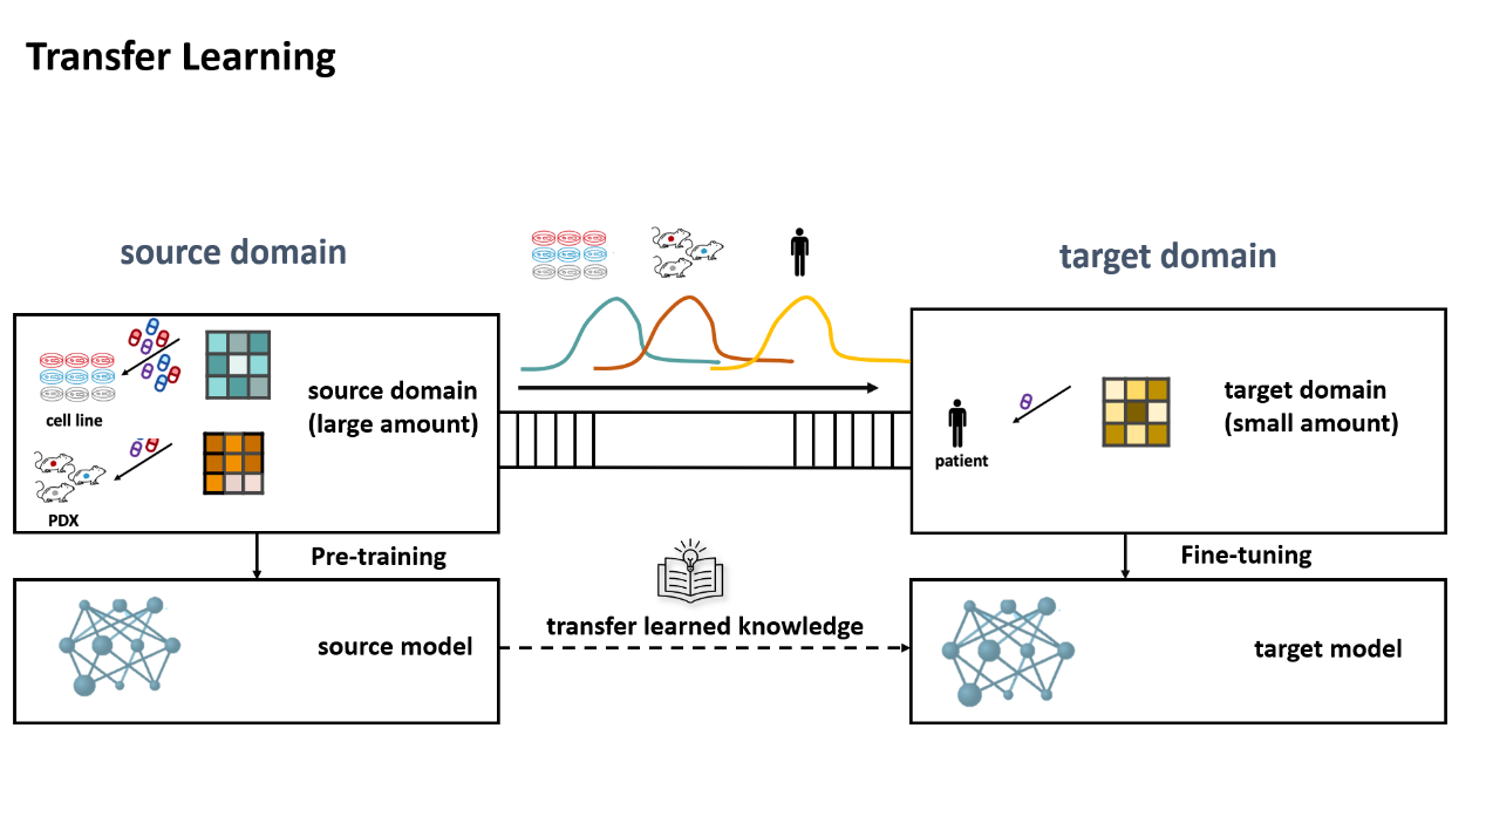 Transfer Learning
source domain
target domain
cell line
source domain
(large amount)
PDX
patient
target domain
(small amount)
Pre-training
Fine-tuning
source model
transfer learned knowledge
target model